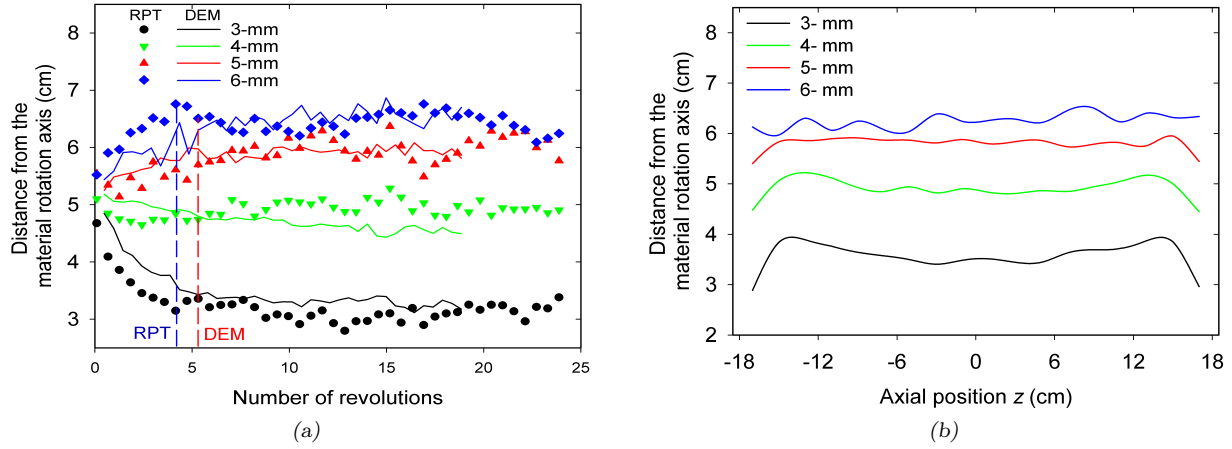 RPT DEM
3-mm
4-mm
5-mm
6-mm
8
7
6
5
4
3
RPT
DEM
0 5 10 15 20 25
Number of revolutions
Distance from the
material rotation axis (cm)
(a)
3- mm
4- mm
5- mm
6- mm
8
7
6
5
4
3
2
-18 -12 -6 0 6 12 18
Axial position z (cm)
Distance from the
material rotation axis (cm)
(b)